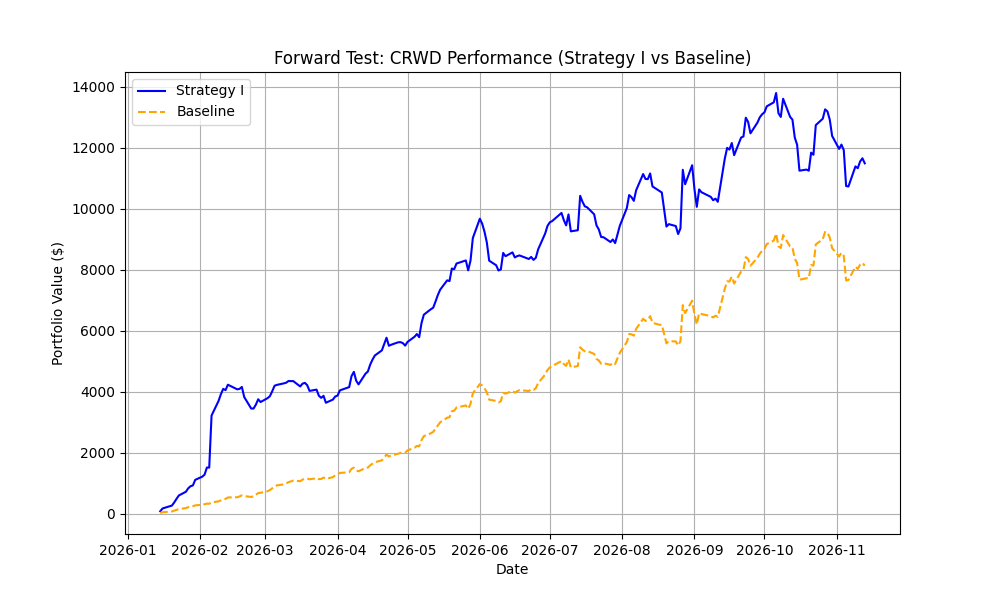 Forward Test: CRWD Performance (Strategy I vs Baseline)
Strategy I
Baseline
Portfolio Value ($)
14000
12000
10000
8000
6000
4000
2000
0
2026-01 2026-02 2026-03 2026-04 2026-05 2026-06 2026-07 2026-08 2026-09 2026-10 2026-11
Date